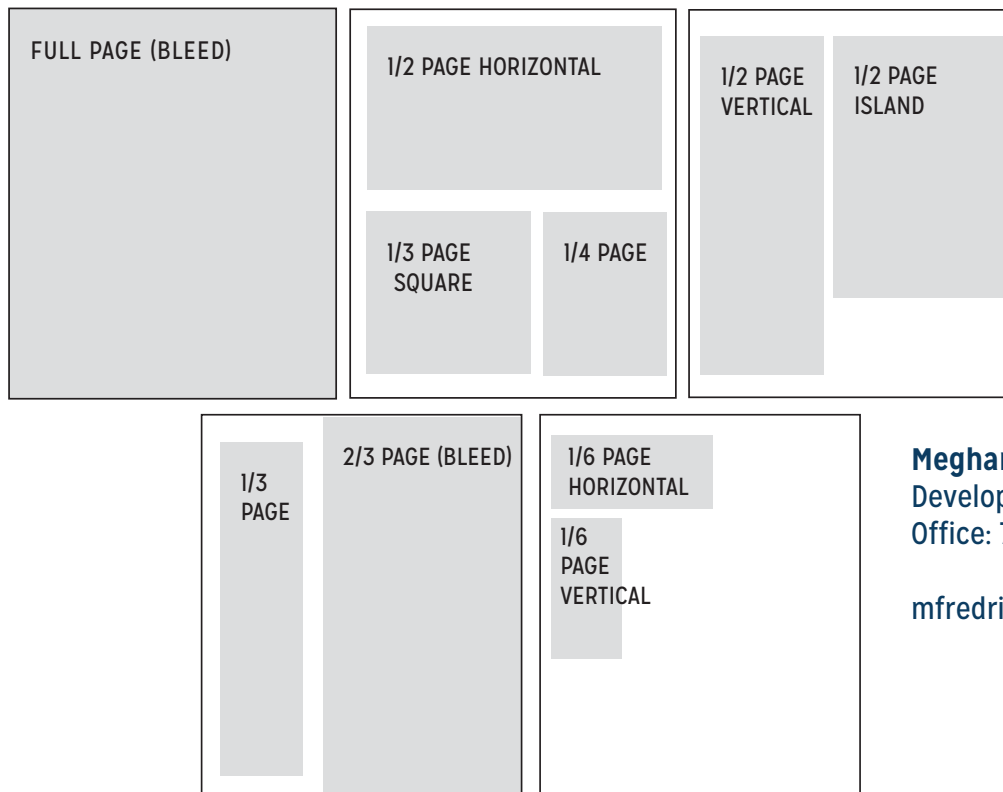 FULL PAGE (BLEED)
1/2 PAGE HORIZONTAL
1/3 PAGE
SQUARE
1/4 PAGE
1/2 PAGE
VERTICAL
1/2 PAGE
ISLAND
1/3
PAGE
2/3 PAGE (BLEED)
1/6 PAGE
HORIZONTAL
1/6
PAGE
VERTICAL
Office: